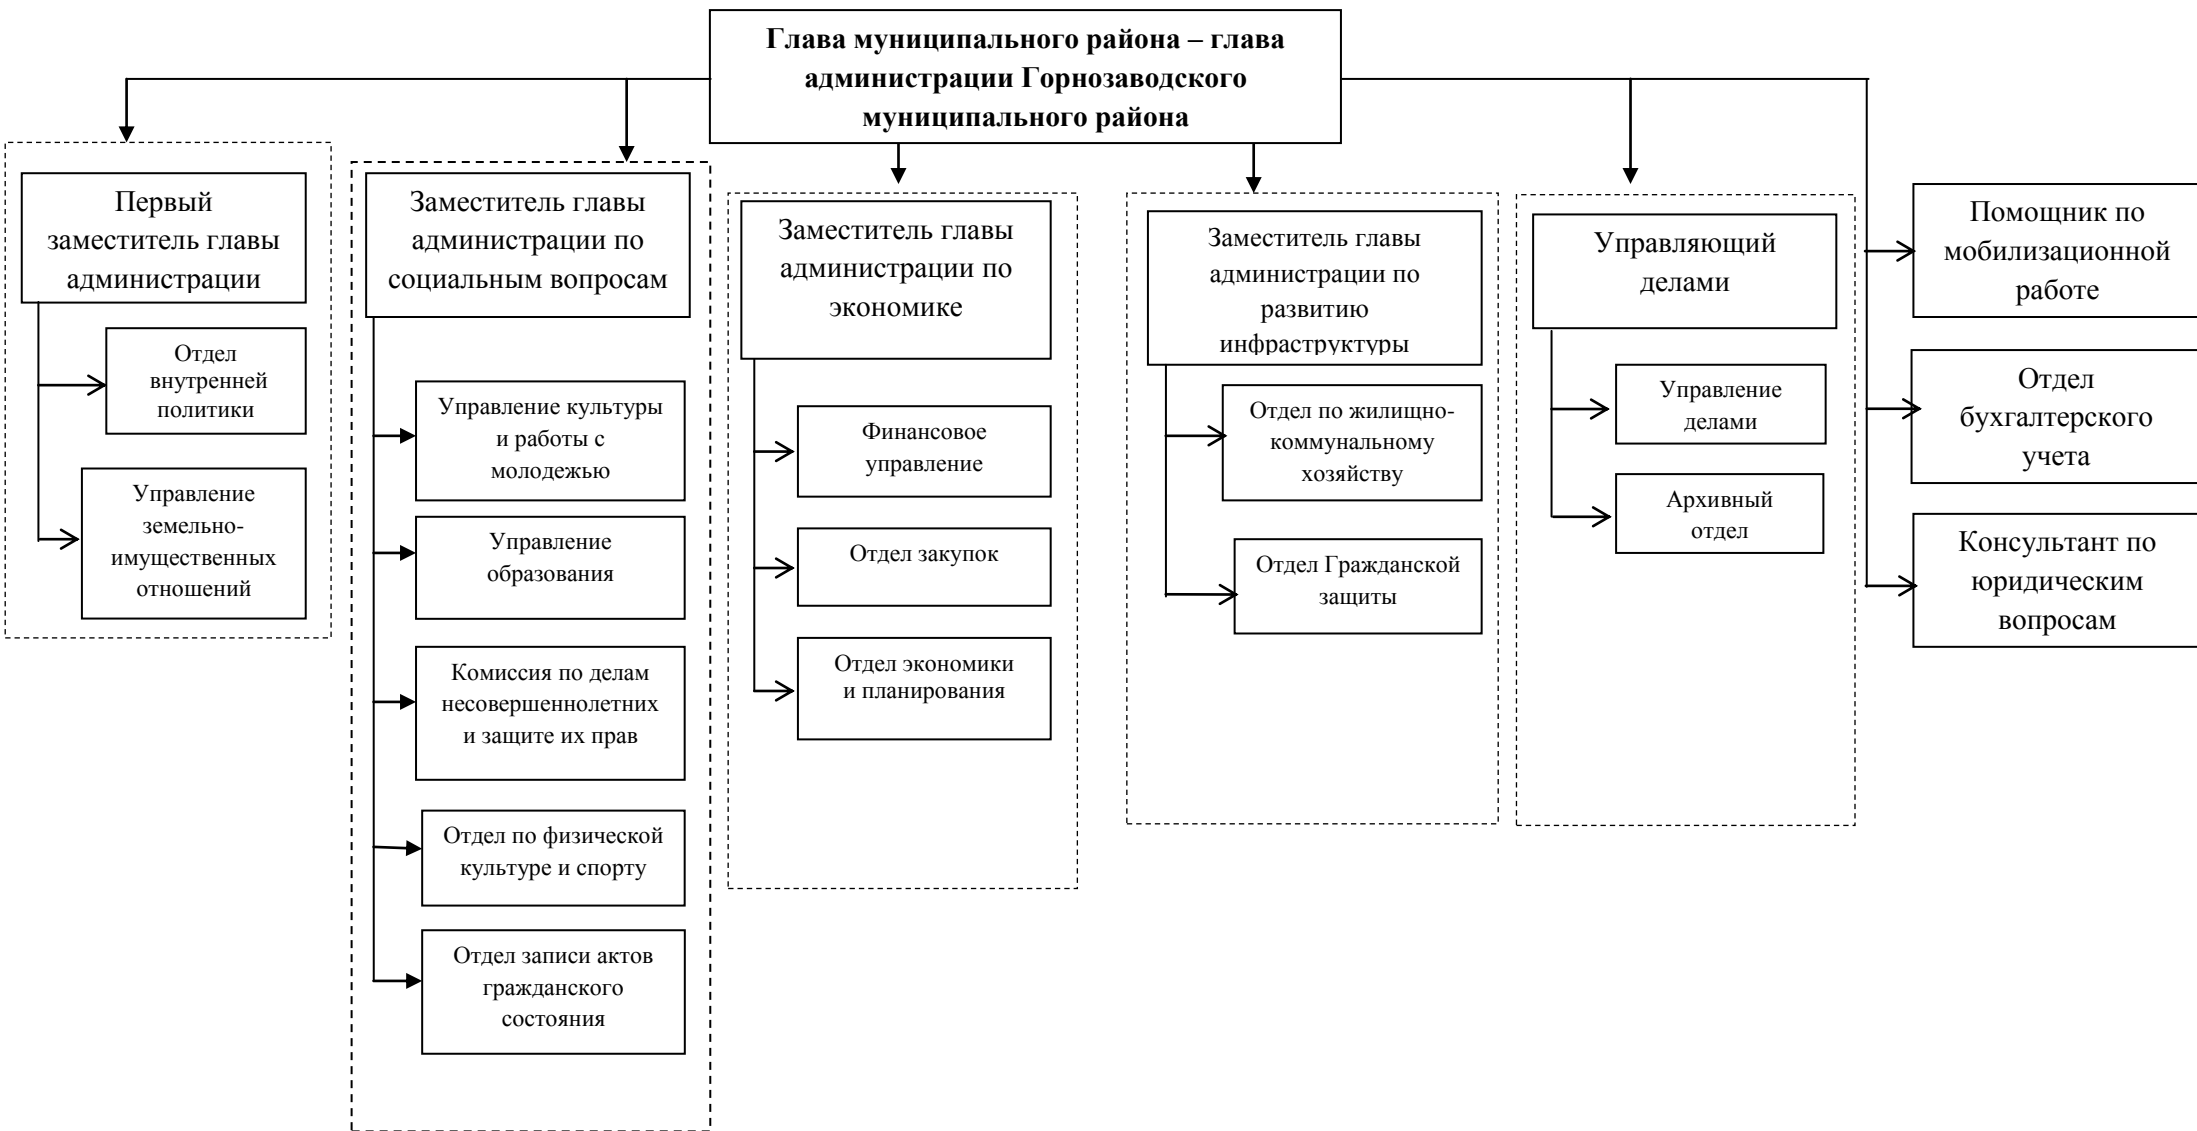 Глава муниципального района – глава
администрации Горнозаводского
муниципального района
Первый
заместитель главы
администрации
Отдел
внутренней
политики
Управление
земельно-
имущественных
отношений
Заместитель главы
администрации по
социальным вопросам
Управление культуры
и работы с
молодежью
Управление
образования
Комиссия по делам
несовершеннолетних
и защите их прав
Отдел по физической
культуре и спорту
Отдел записи актов
гражданского
состояния
Заместитель главы
администрации по
экономике
Финансовое
управление
Отдел закупок
Отдел экономики
и планирования
Заместитель главы
администрации по
развитию
инфраструктуры
Отдел по жилищно-
коммунальному
хозяйству
Отдел Гражданской
защиты
Управляющий
делами
Управление
делами
Архивный
отдел
Помощник по
мобилизационной
работе
Отдел
бухгалтерского
учета
Консультант по
юридическим
вопросам